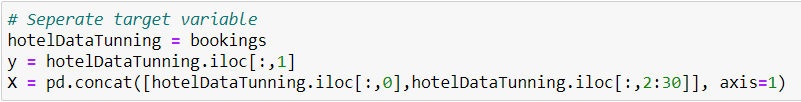 # Seperate target variable
hotelDataTunning = bookings
y = hotelDataTunning.iloc[:,1]
X = pd.concat([hotelDataTunning.iloc[:,0],hotelDataTunning.iloc[:,2:30]], axis=1)